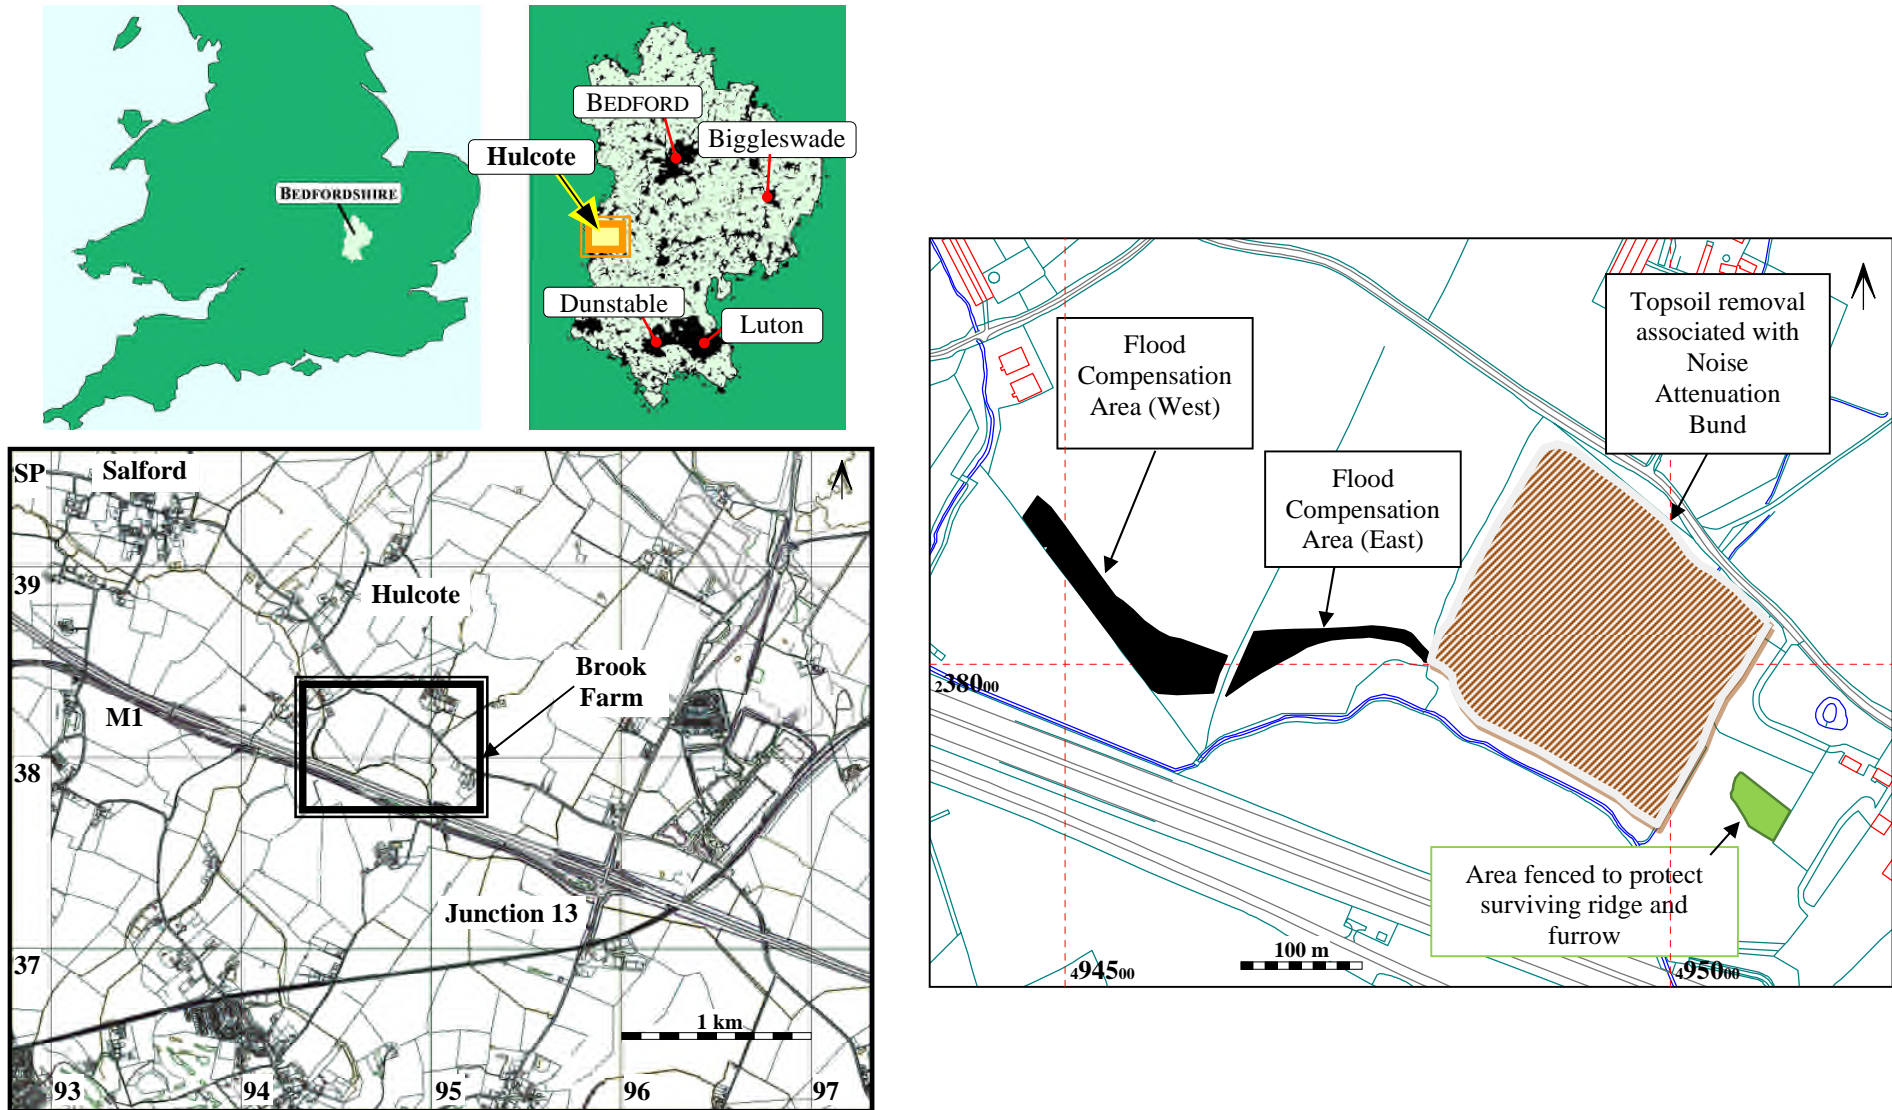 BEDFORDSHIRE
BEDFORD
Biggleswade
Hulcote
Dunstable
Luton
SP
Salford
39
Hulcote
Brook
Farm
M1
38
Junction 13
37
1 km
93
94
95
96
97
Topsoil removal
associated with
Noise
Attenuation
Bund
Flood
Compensation
Area (West)
Flood
Compensation
Area (East)
238000
Area fenced to protect
surviving ridge and
furrow
100 m
494500
495000